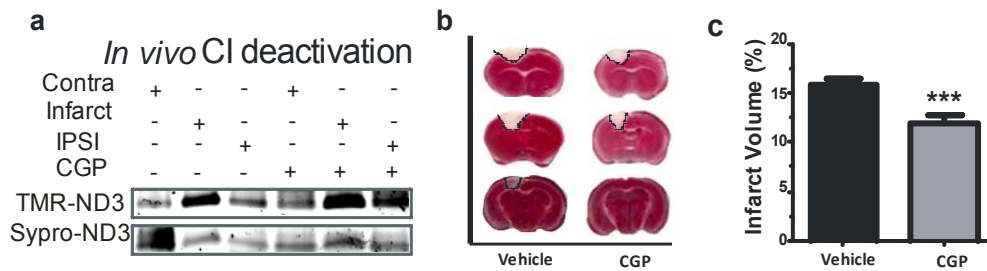 a
In vivo CI deactivation
Contra + - - + - -
Infarct - + - - + -
IPSI - - + - - +
CGP - - - + + +
TMR-ND3
Sypro-ND3
b
Vehicle CGP
c
Infarct Volume (%)
20
15
10
5
0
***
Vehicle CGP